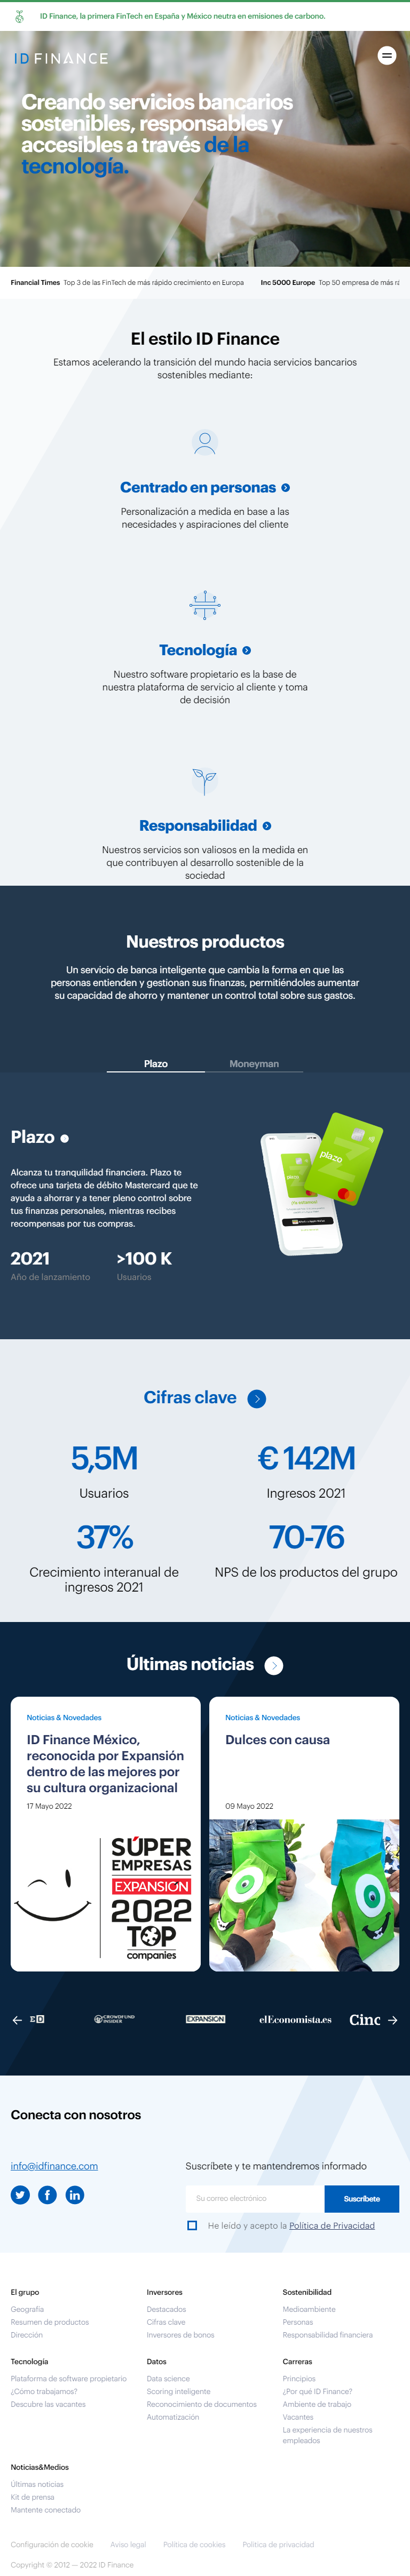 ID Finance, la primera FinTech en España y México neutra en emisiones de carbono.
ID FINANCE
Creando servicios bancarios
sostenibles, responsables y
accesibles a través de la
tecnología.
Financial Times Top 3 de las FinTech de más rápido crecimiento en Europa
Inc 5000 Europe Top 50 empresa de más
El estilo ID Finance
Estamos acelerando la transición del mundo hacia servicios bancarios
sostenibles mediante:
Centrado en personas
Personalización a medida en base a las
necesidades y aspiraciones del cliente
Tecnología
Nuestro software propietario es la base de
nuestra plataforma de servicio al cliente y toma
de decisión
Responsabilidad
Nuestros servicios son valiosos en la medida en
que contribuyen al desarrollo sostenible de la
sociedad
Nuestros productos
Un servicio de banca inteligente que cambia la forma en que las
personas entienden y gestionan sus finanzas, permitiéndoles aumentar
su capacidad de ahorro y mantener un control total sobre sus gastos.
Plazo Moneyman
Plazo
Alcanza tu tranquilidad financiera. Plazo te
ofrece una tarjeta de débito Mastercard que te
ayuda a ahorrar y a tener pleno control sobre
tus finanzas personales, mientras recibes
recompensas por tus compras.
2021 >100 K
Año de lanzamiento Usuarios
plazo
Cifras clave
5,5M € 142M
Usuarios Ingresos 2021
37% 70-76
Crecimiento interanual de
ingresos 2021
NPS de los productos del grupo
Últimas noticias
Noticias & Novedades
ID Finance México,
reconocida por Expansión
dentro de las mejores por
su cultura organizacional
17 Mayo 2022
SÚPER
EMPRESAS
EXPANSIÓN
2022
TOP
companies
Noticias & Novedades
Dulces con causa
09 Mayo 2022
ED
CROWDFUND
INSIDER
EXPANSIÓN
elEconomista.es
Cinc
Conecta con nosotros
info@idfinance.com
Suscríbete y te mantendremos informado
Su correo electrónico
Suscríbete
He leído y acepto la Política de Privacidad
El grupo
Geografía
Resumen de productos
Dirección
Inversores
Destacados
Cifras clave
Inversores de bonos
Sostenibilidad
Medioambiente
Personas
Responsabilidad financiera
Tecnología
Plataforma de software propietario
¿Cómo trabajamos?
Descubre las vacantes
Datos
Data science
Scoring inteligente
Reconocimiento de documentos
Automatización
Carreras
Principios
¿Por qué ID Finance?
Ambiente de trabajo
Vacantes
La experiencia de nuestros
empleados
Noticias&Medios
Últimas noticias
Kit de prensa
Mantente conectado
Configuración de cookie Aviso legal Política de cookies Política de privacidad
Copyright © 2012 — 2022 ID Finance